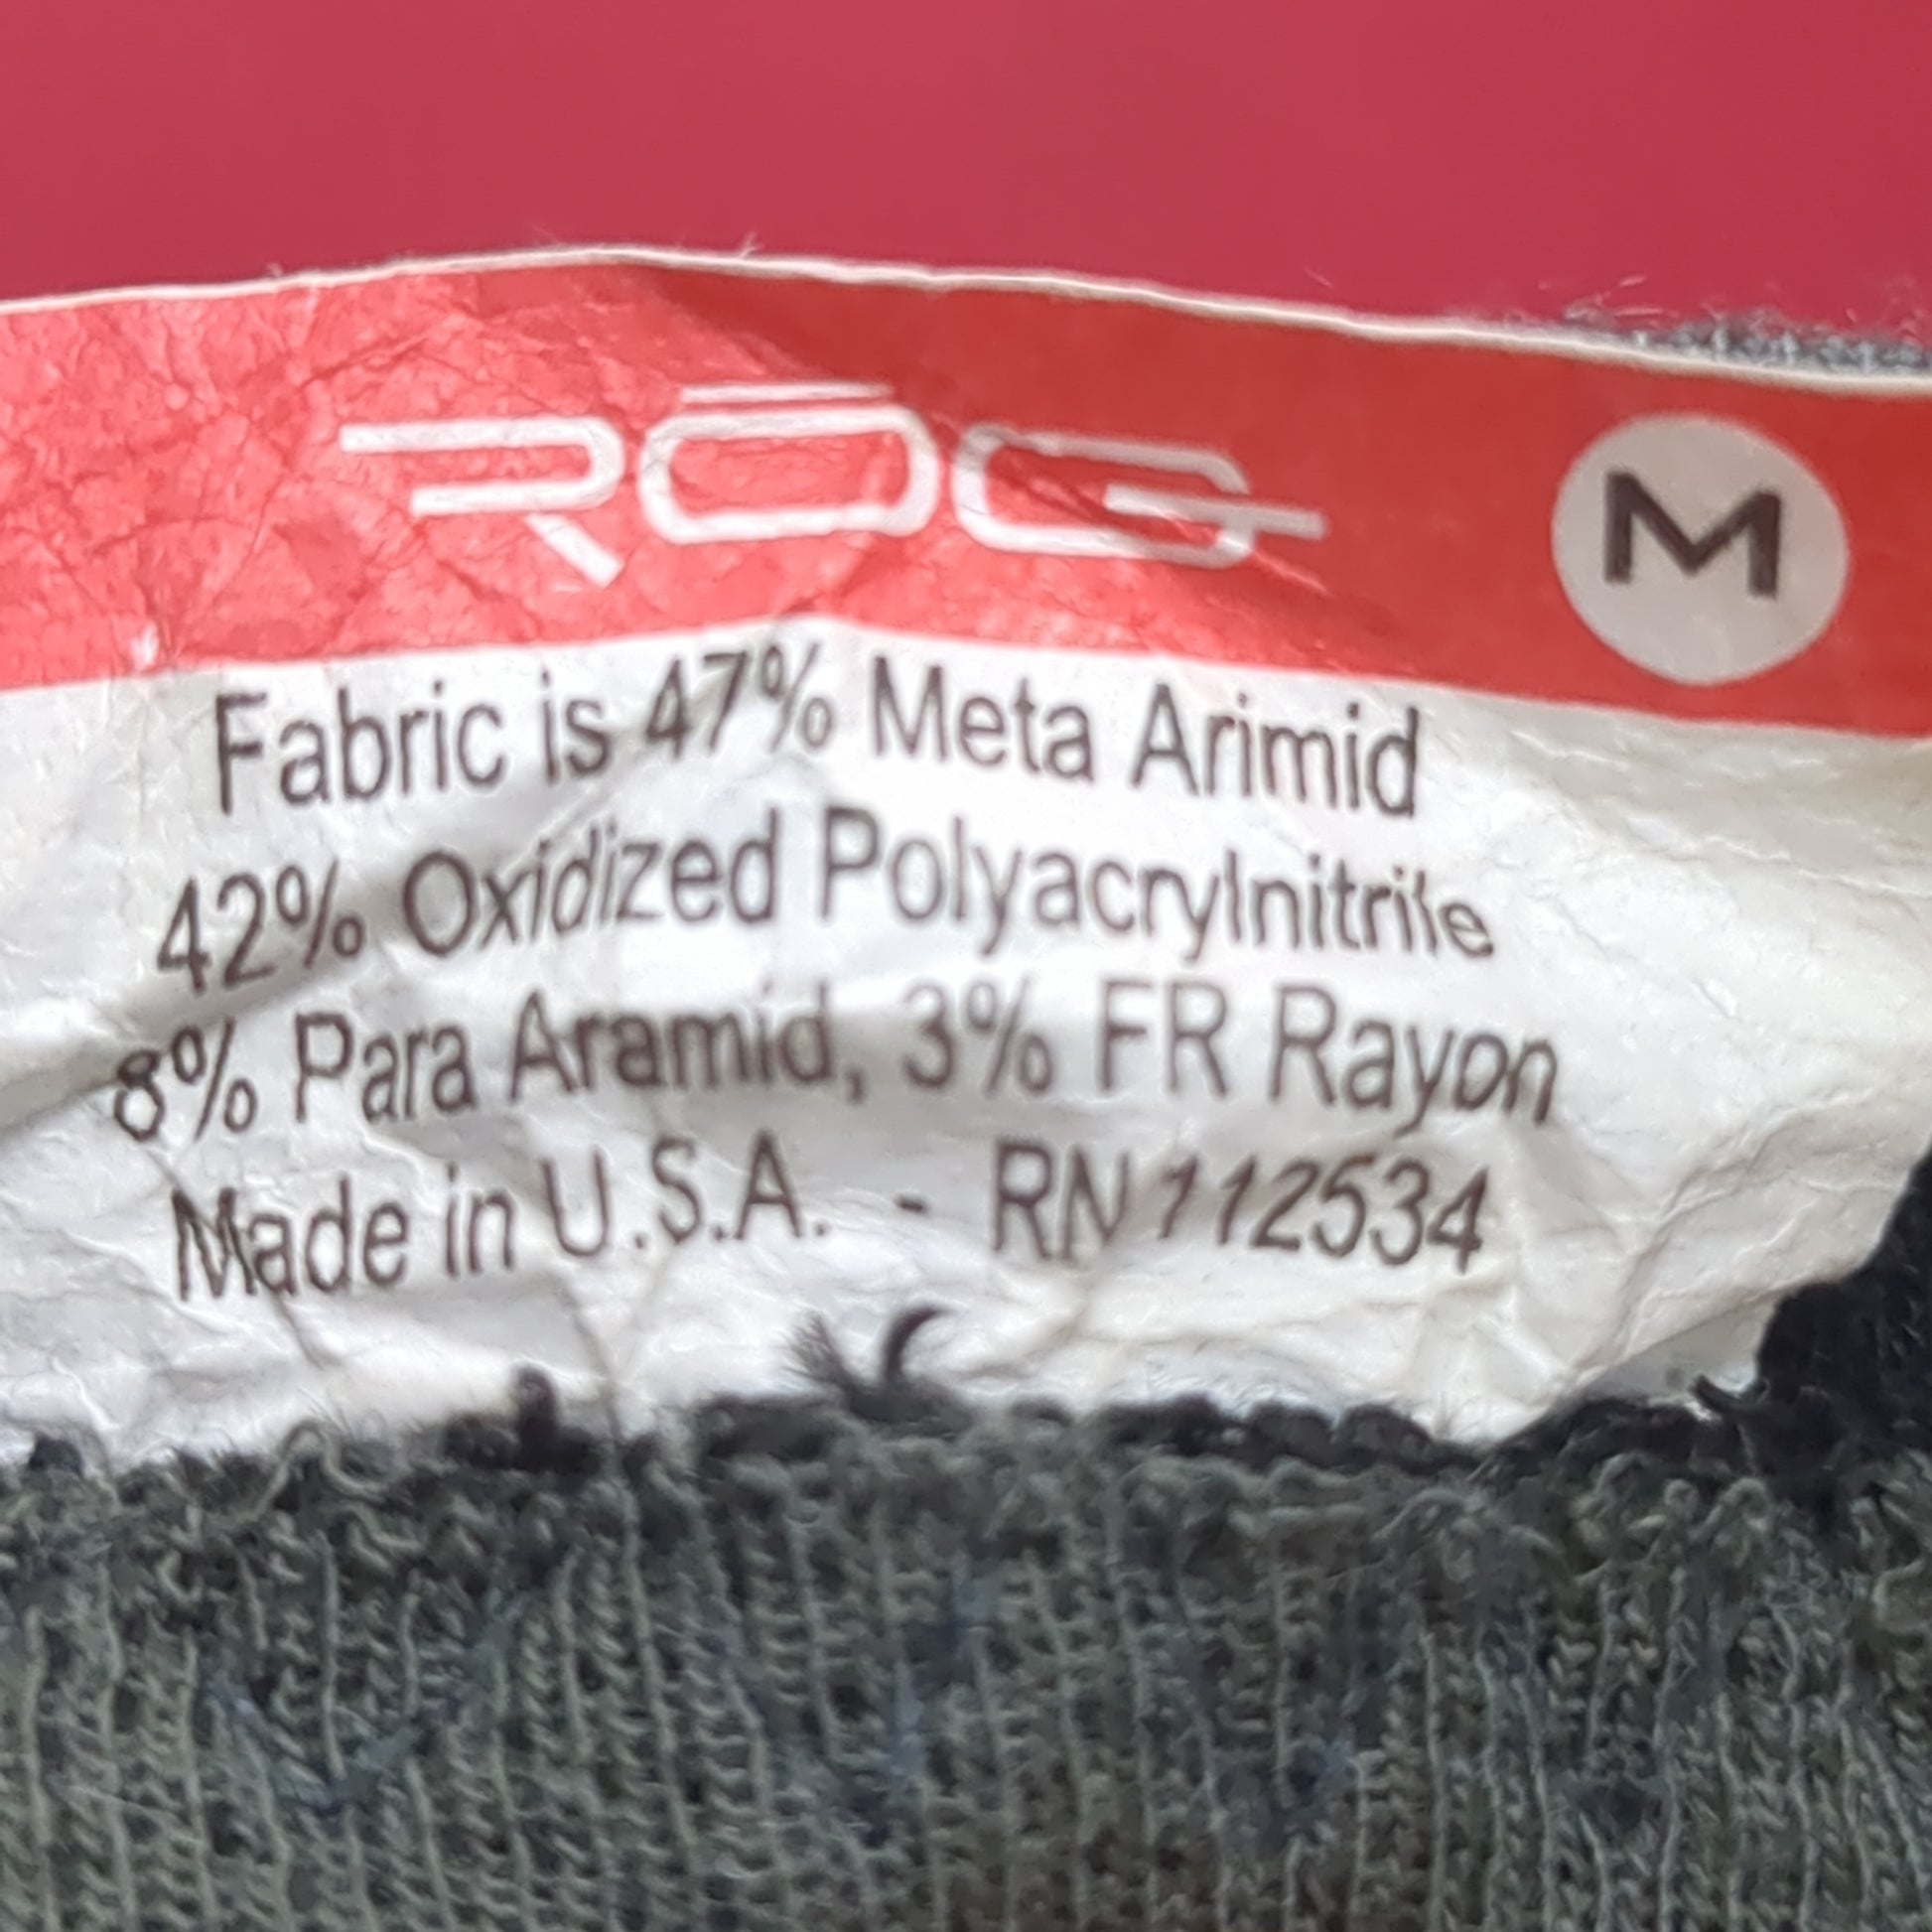 RŌG M
Fabric is 47% Meta Arimid
42% Oxidized Polyacrylnitrile
8% Para Aramid, 3% FR Rayon
Made in U.S.A. - RN 112534